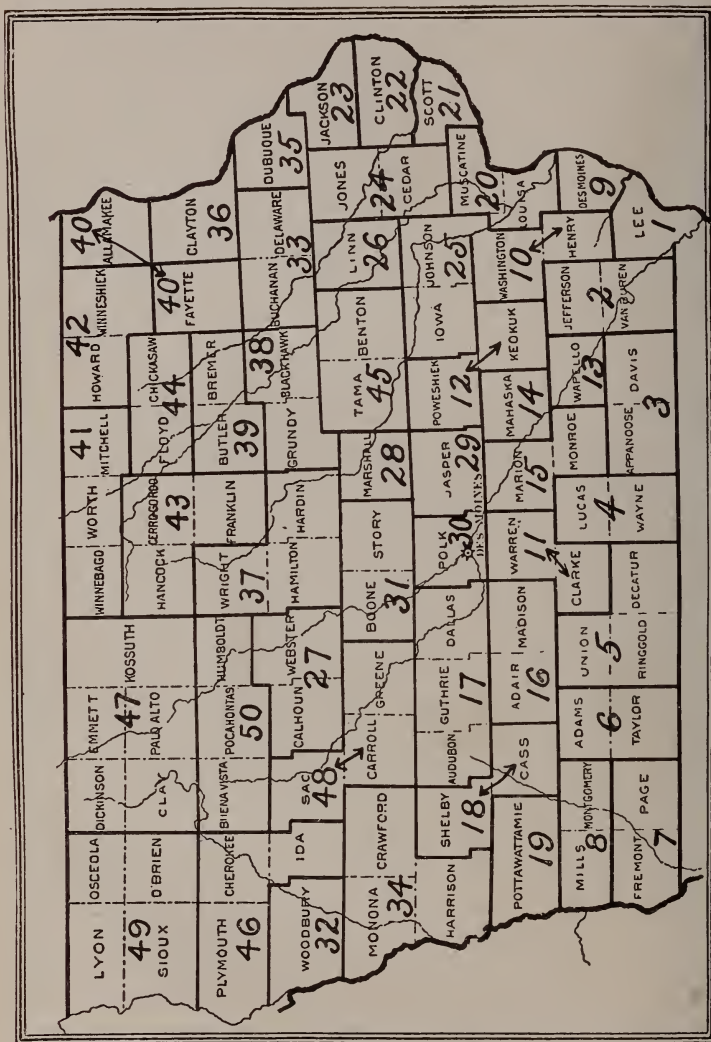 LYON
OSCEOLA
DICKINSON
EMMETT
KOSSUTH
WINNEBAGO
WORTH
MITCHELL
41
HOWARD
42
WINNESHIEK
40
ALLAMAKEE
49
SIOUX
O'BRIEN
CLAY
47
PALO ALTO
HANCOCK
CERROGORDO
43
FLOYD
CHICKASAW
44
40
FAYETTE
CLAYTON
36
PLYMOUTH
46
CHEROKEE
BUENAVISTA
POCAHONTAS
50
HUMBOLDT
WRIGHT
37
FRANKLIN
BUTLER
39
BREMER
WOODBURY
32
IDA
SAC
48
CALHOUN
WEBSTER
27
HAMILTON
HARDIN
GRUNDY
BLACKHAWK
38
BUCHANAN
DELAWARE
33
DUBUQUE
35
MONONA
34
CRAWFORD
CARROLL
GREENE
BOONE
31
STORY
MARSHALL
28
TAMA
45
BENTON
LINN
26
JONES
24
CEDAR
JACKSON
23
CLINTON
22
SCOTT
21
HARRISON
SHELBY
18
AUDUBON
GUTHRIE
17
DALLAS
POLK
30
DES MOINES
JASPER
29
POWESHIEK
12
IOWA
JOHNSON
25
MUSCATINE
20
POTTAWATTAMIE
19
CASS
ADAIR
16
MADISON
WARREN
11
MARION
15
MAHASKA
14
KEOKUK
WASHINGTON
10
LOUISA
MILLS
8
MONTGOMERY
ADAMS
6
UNION
5
CLARKE
LUCAS
4
MONROE
WAPELLO
13
JEFFERSON
2
HENRY
DESMOINES
9
FREMONT
7
PAGE
TAYLOR
RINGGOLD
DECATUR
WAYNE
APPANOOSE
3
DAVIS
VAN BUREN
LEE
1